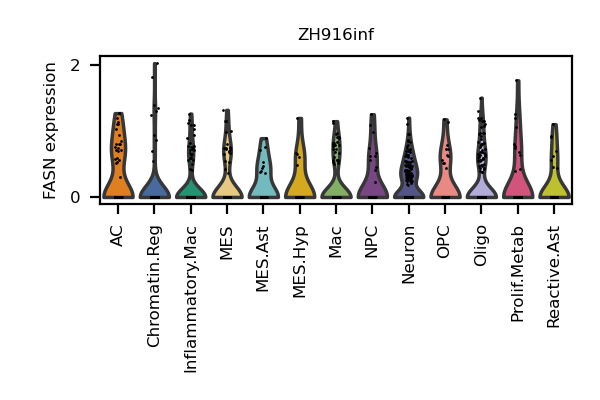 ZH916inf
FASN expression
2
0
AC
Chromatin.Reg
Inflammatory.Mac
MES
MES.Ast
MES.Hyp
Mac
NPC
Neuron
OPC
Oligo
Prolif.Metab
Reactive.Ast